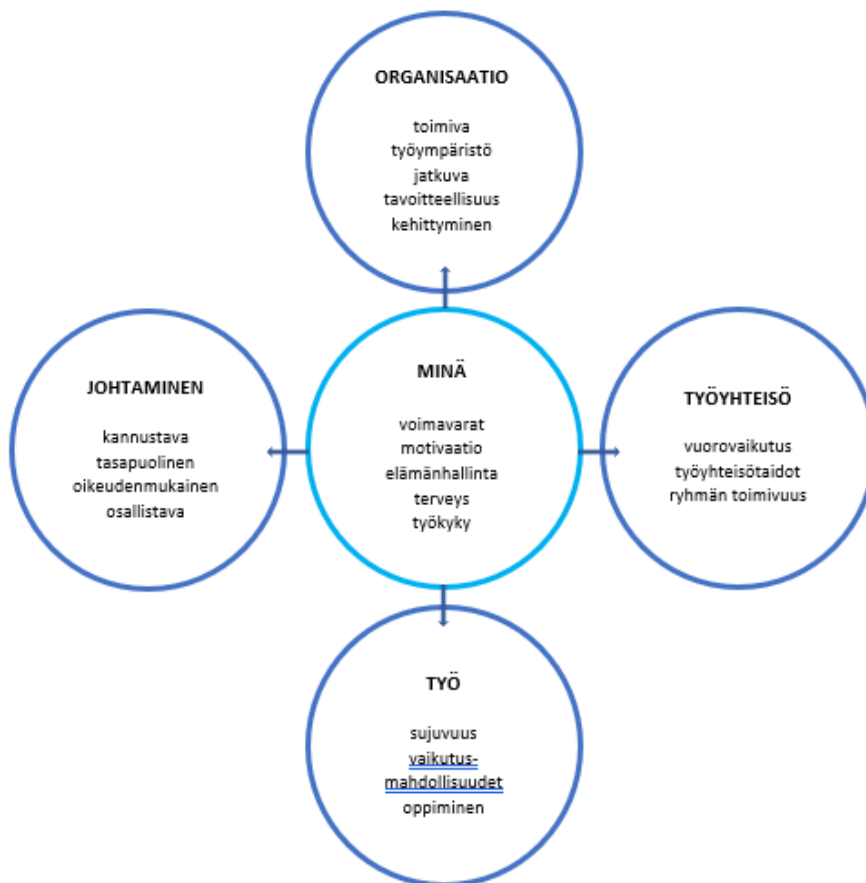 ORGANISAATIO
toimiva
työympäristö
jatkuva
tavoitteellisuus
kehittyminen
JOHTAMINEN
kannustava
tasapuolinen
oikeudenmukainen
osallistava
MINÄ
voimavarat
motivaatio
elämänhallinta
terveys
työkyky
TYÖYHTEISÖ
vuorovaikutus
työyhteisötaidot
ryhmän toimivuus
TYÖ
sujuvuus
vaikutus-
mahdollisuudet
oppiminen